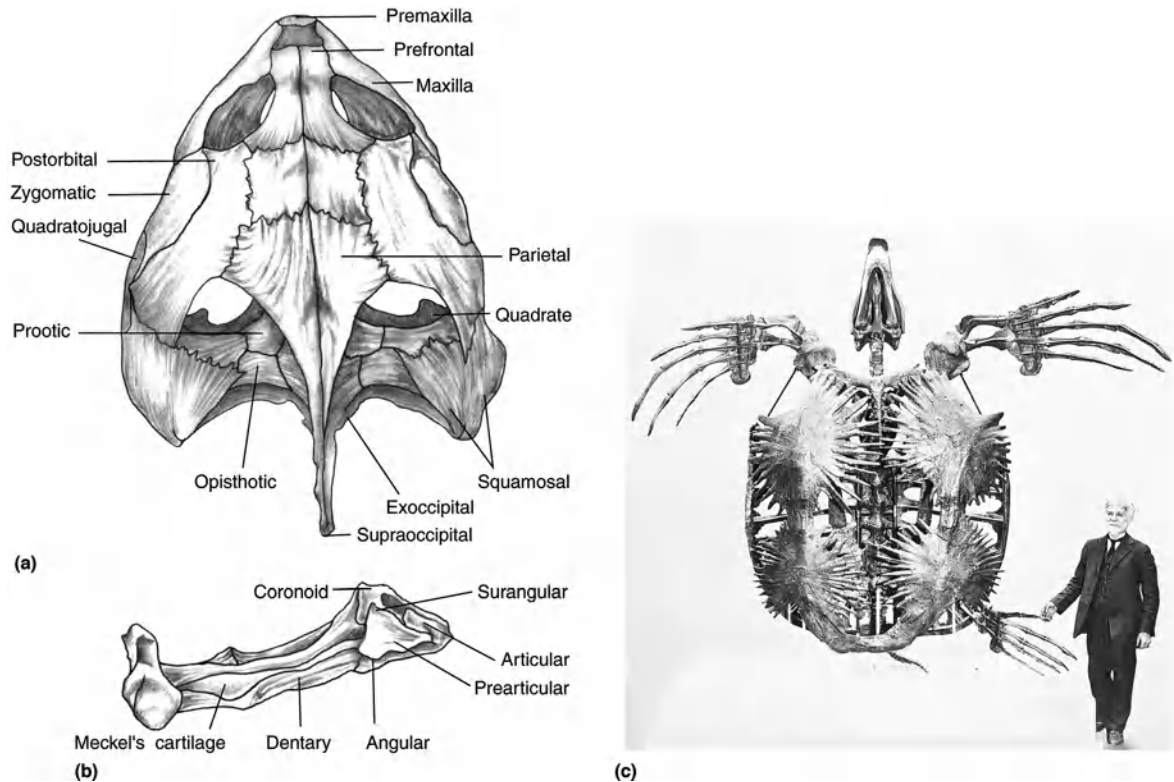 Premaxilla
Prefrontal
Maxilla
Postorbital
Zygomatic
Quadratojugal
Parietal
Quadrate
Prootic
Opisthotic
Squamosal
Exoccipital
Supraoccipital
(a)
Coronoid
Surangular
Articular
Prearticular
Meckel's cartilage
Dentary
Angular
(b)
(c)